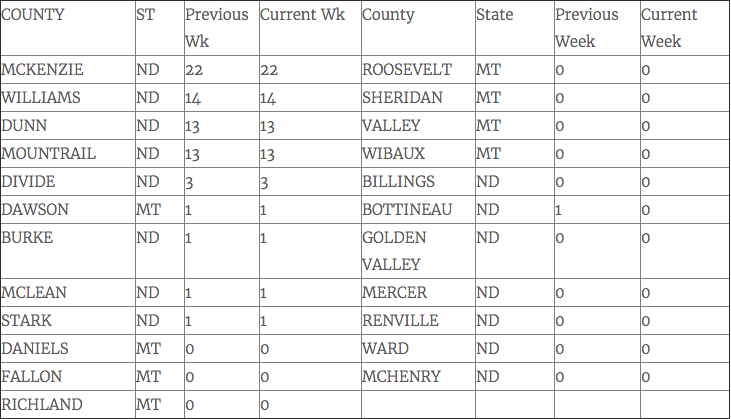 COUNTY ST Previous Wk Current Wk County State Previous Week Current Week
MCKENZIE ND 22 22 ROOSEVELT MT 0 0
WILLIAMS ND 14 14 SHERIDAN MT 0 0
DUNN ND 13 13 VALLEY MT 0 0
MOUNTRAIL ND 13 13 WIBAUX MT 0 0
DIVIDE ND 3 3 BILLINGS ND 0 0
DAWSON MT 1 1 BOTTINEAU ND 1 0
BURKE ND 1 1 GOLDEN VALLEY ND 0 0
MCLEAN ND 1 1 MERCER ND 0 0
STARK ND 1 1 RENVILLE ND 0 0
DANIELS MT 0 0 WARD ND 0 0
FALLON MT 0 0 MCHENRY ND 0 0
RICHLAND MT 0 0